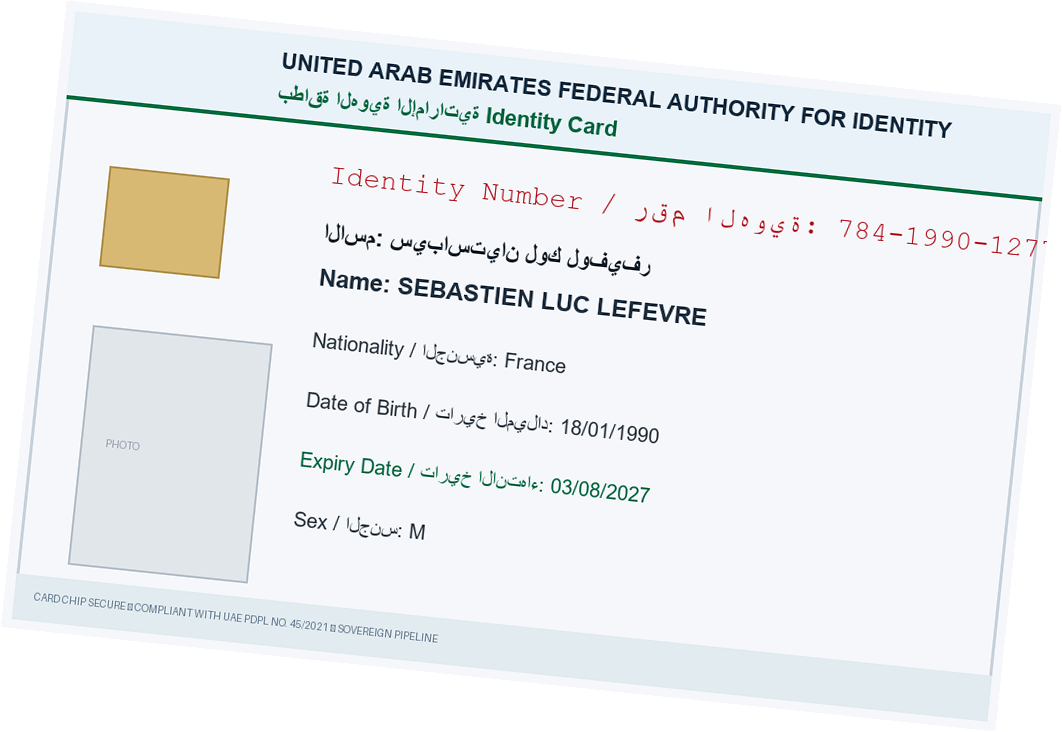 UNITED ARAB EMIRATES FEDERAL AUTHORITY FOR IDENTITY
بطاقة الهوية الإماراتية Identity Card
Identity Number / رقم الهوية: 784-1990-127
الاسم: سيباستيان لوك لوفيفر
Name: SEBASTIEN LUC LEFEVRE
Nationality / الجنسية: France
Date of Birth / تاريخ الميلاد: 18/01/1990
PHOTO
Expiry Date / تاريخ الانتهاء: 03/08/2027
Sex / الجنس: M
CARD CHIP SECURE COMPLIANT WITH UAE PDPL NO. 45/2021 SOVEREIGN PIPELINE